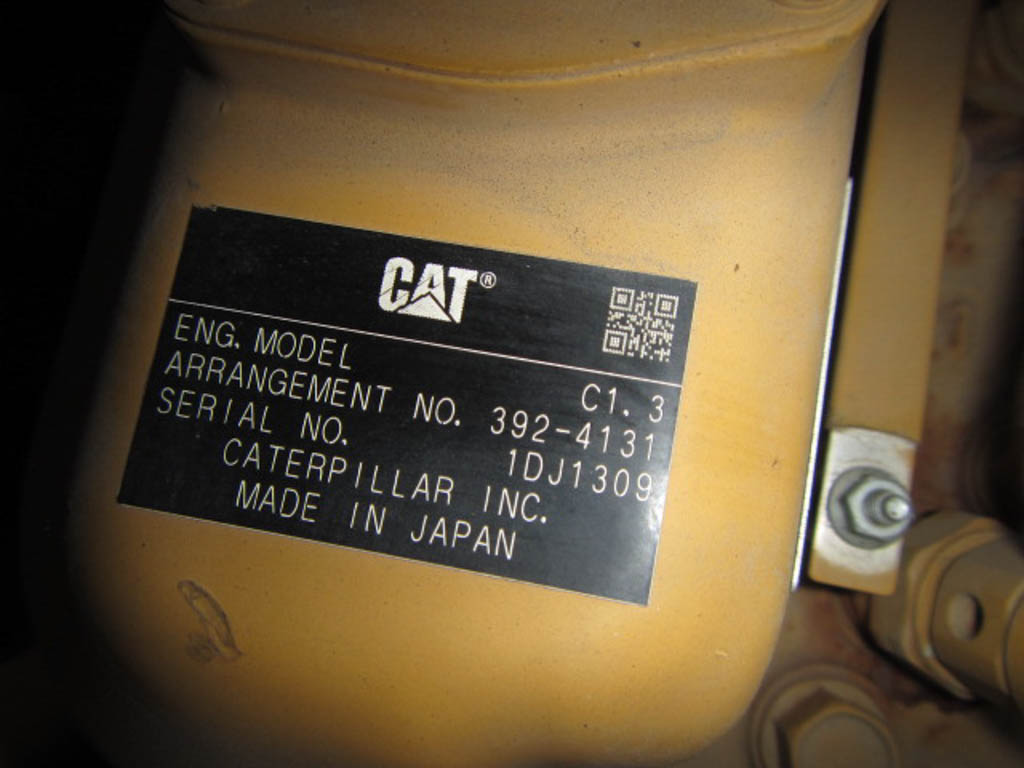 CAT®
ENG. MODEL C1.3
ARRANGEMENT NO. 392-4131
SERIAL NO. 1DJ1309
CATERPILLAR INC.
MADE IN JAPAN